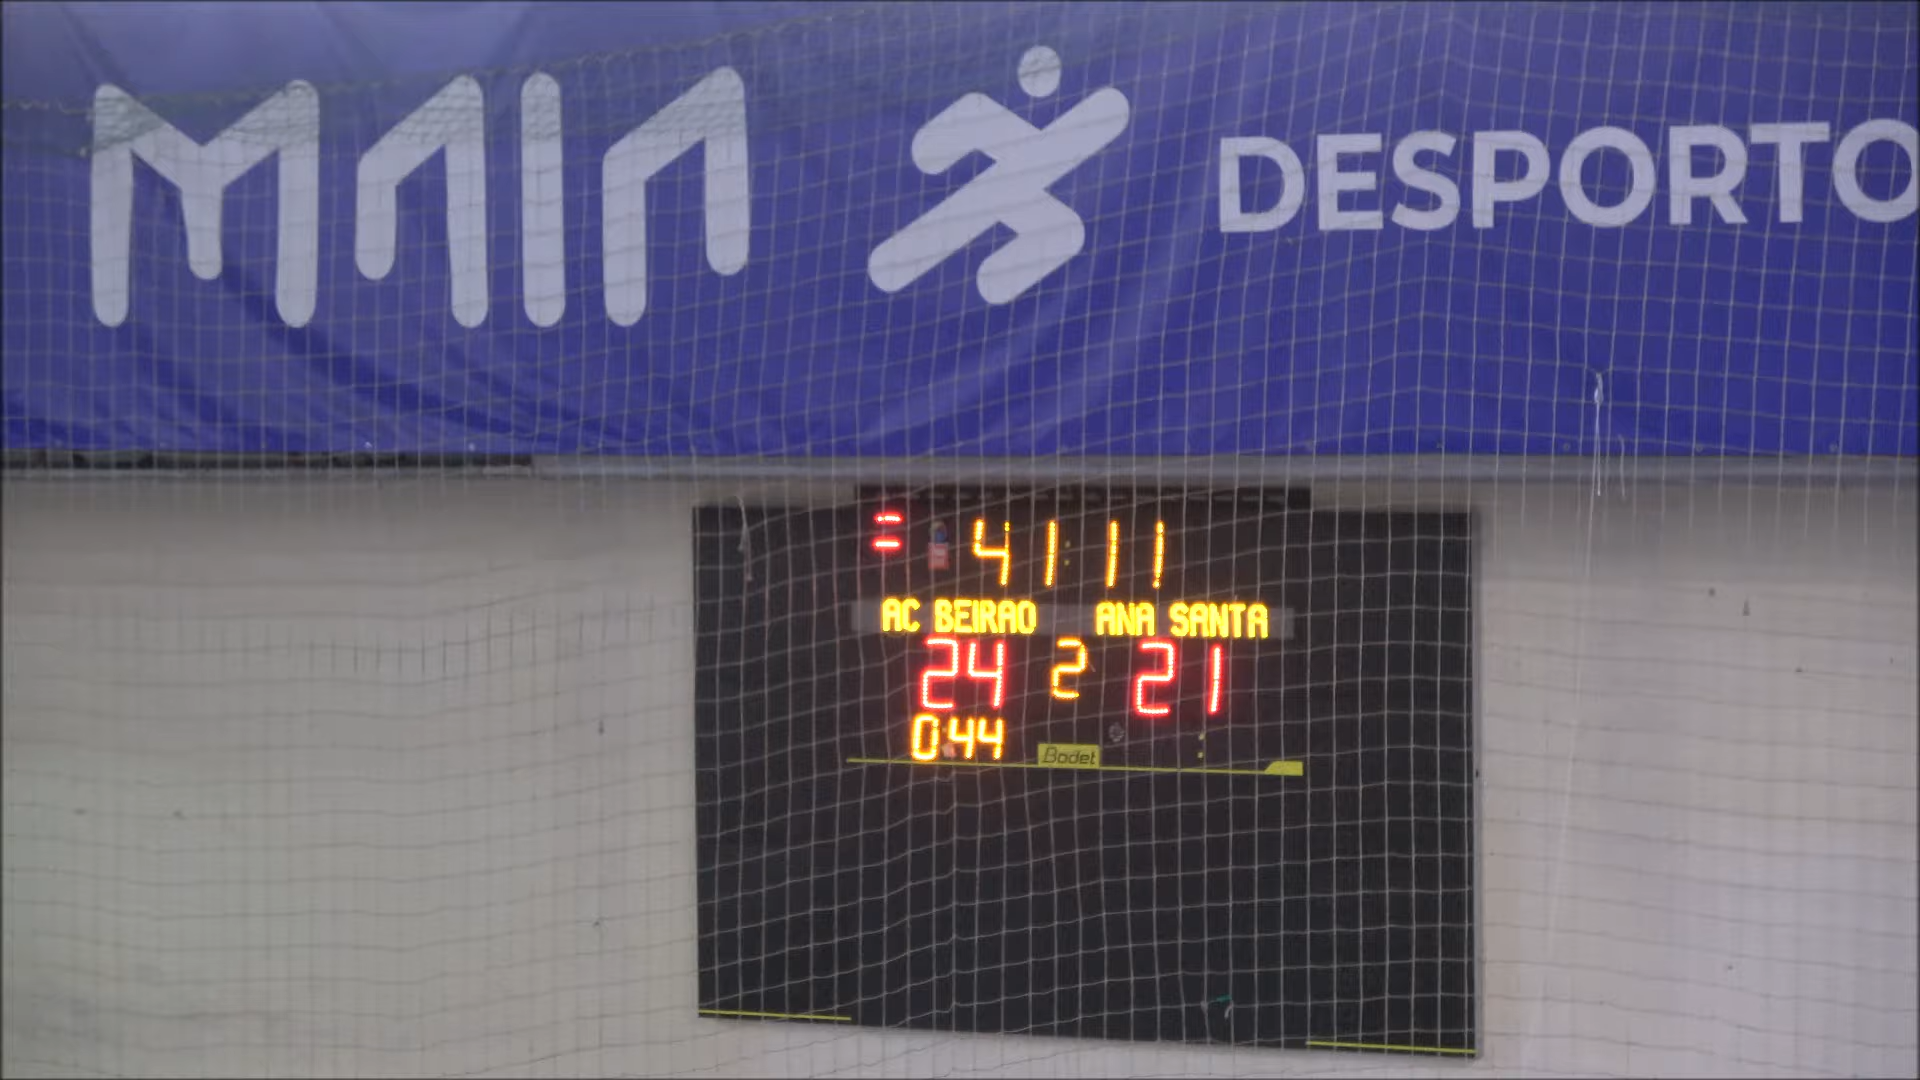 MAIA
DESPORTO
41:11
AC BEIRAO ANA SANTA
24 2 21
0:44
Bodet